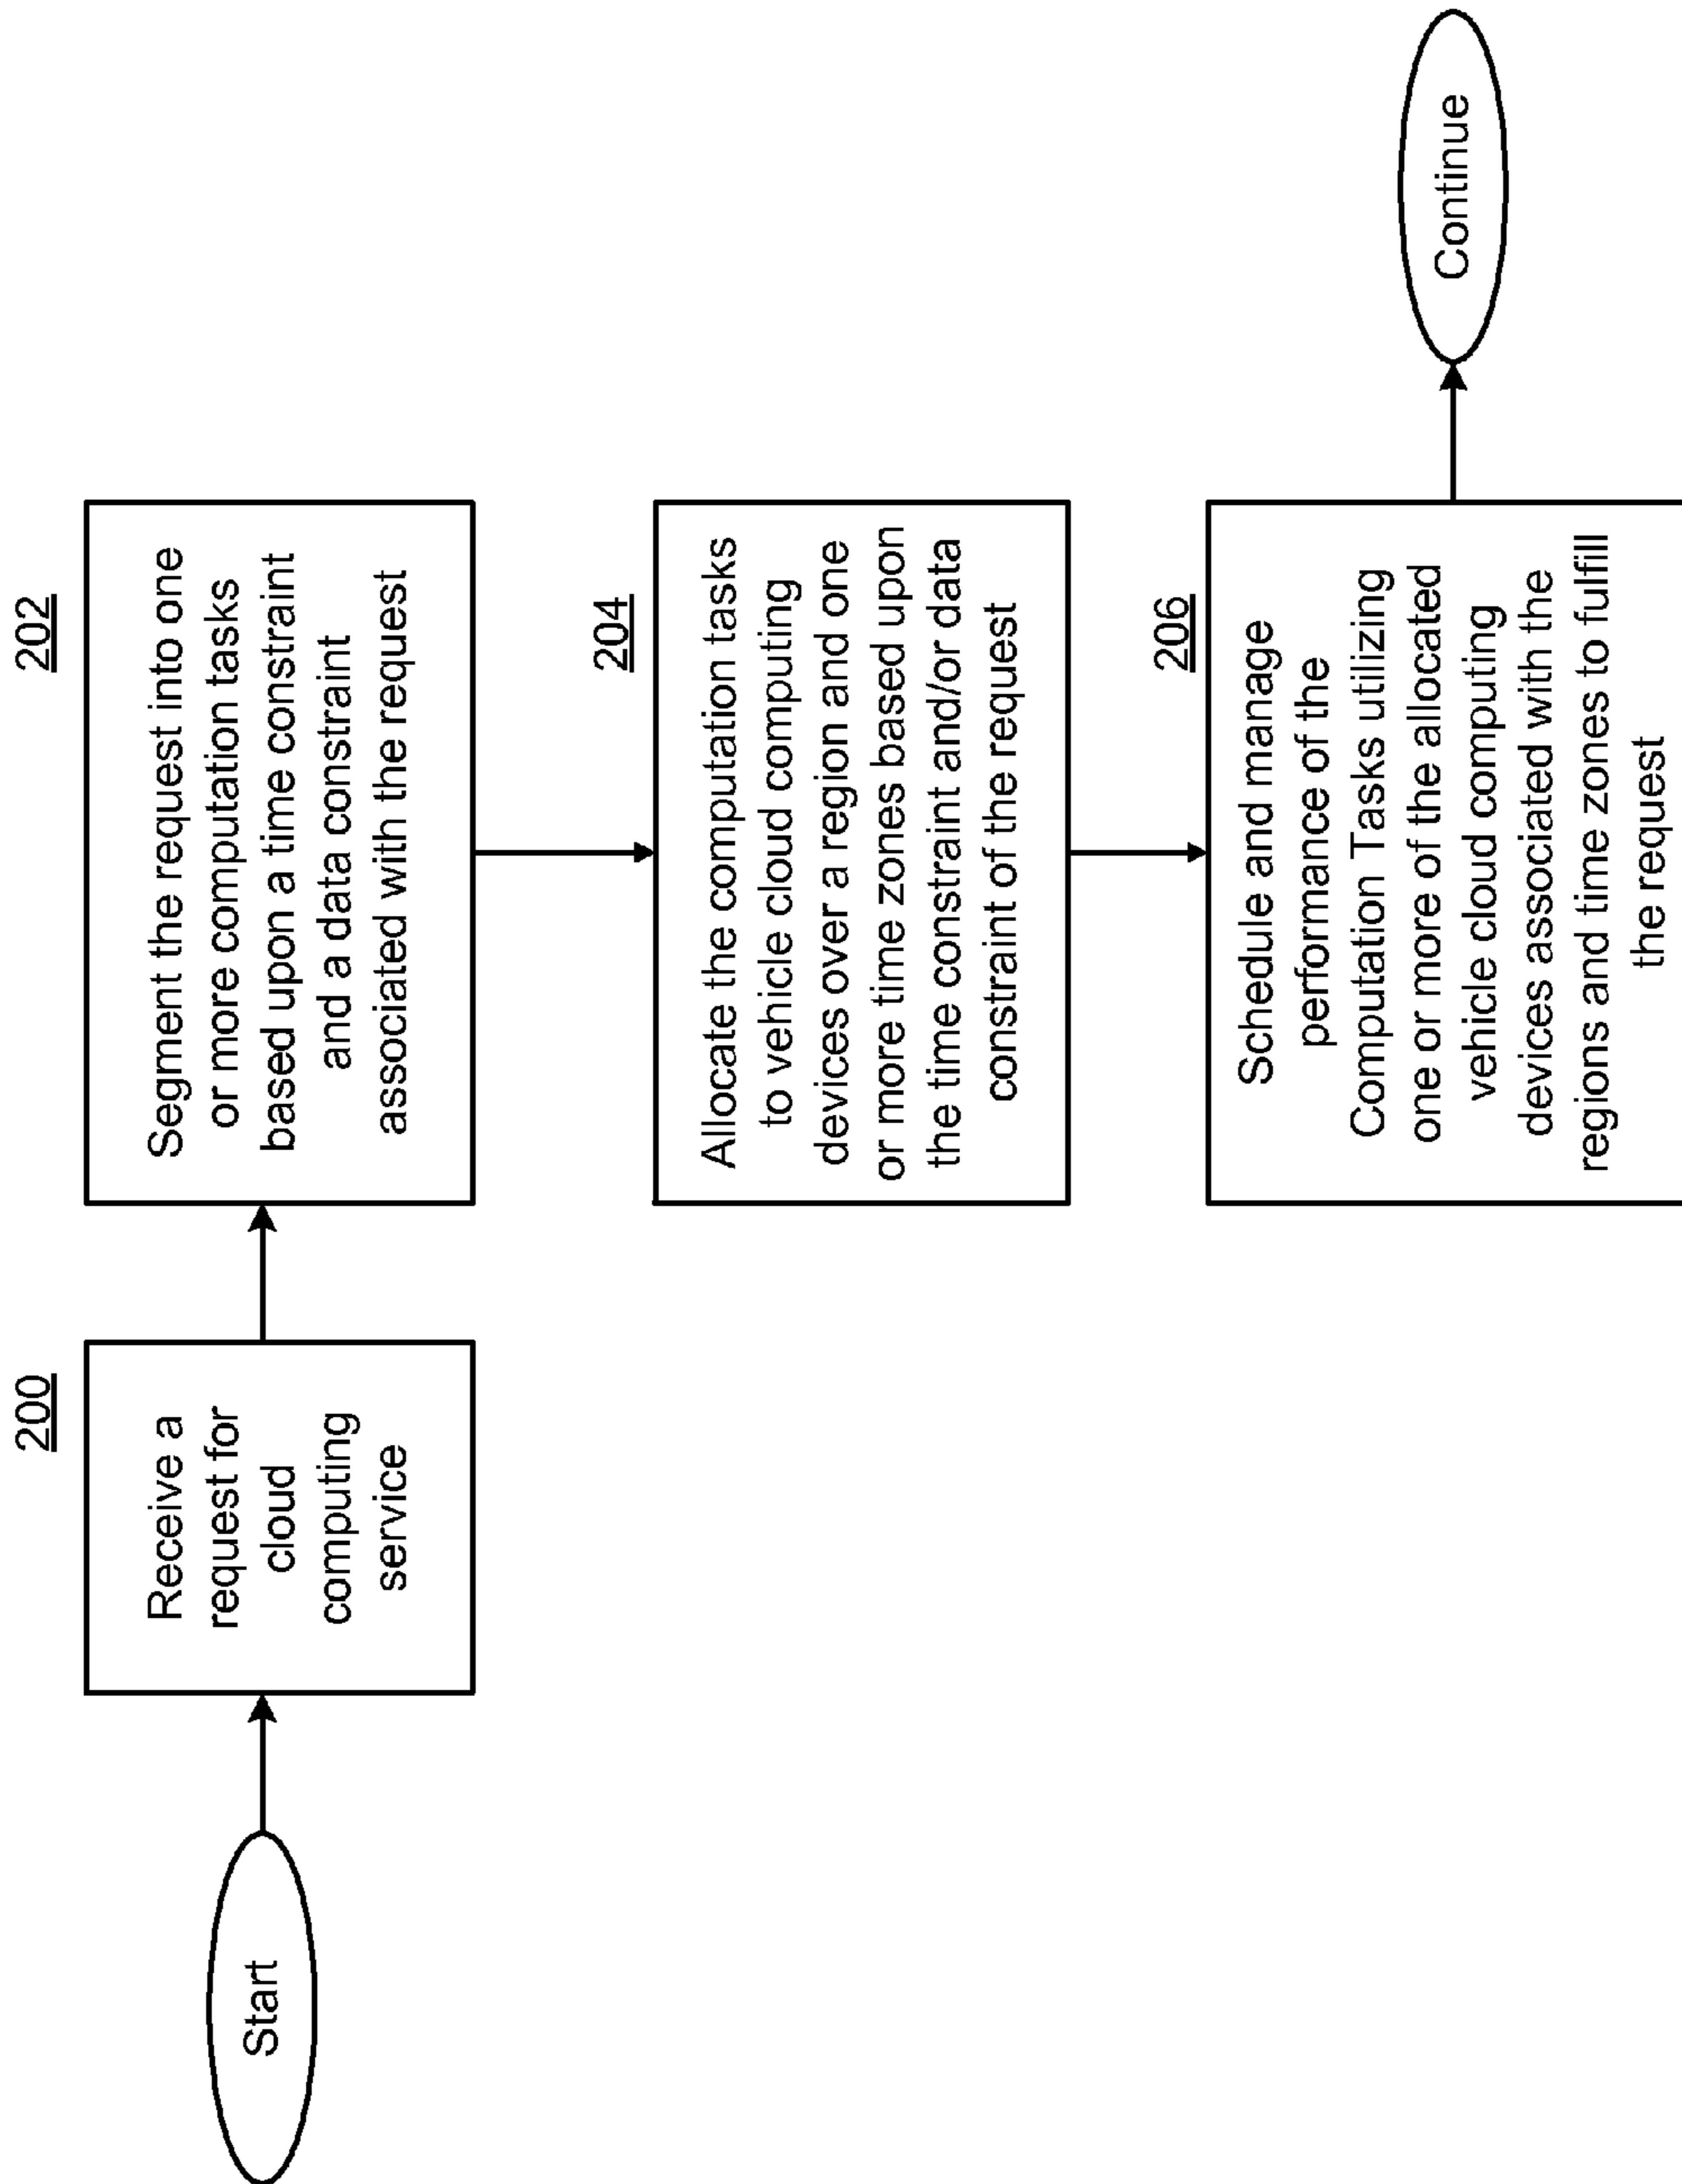 Start
200
Receive a
request for
cloud
computing
service
202
Segment the request into one
or more computation tasks
based upon a time constraint
and a data constraint
associated with the request
204
Allocate the computation tasks
to vehicle cloud computing
devices over a region and one
or more time zones based upon
the time constraint and/or data
constraint of the request
206
Schedule and manage
performance of the
Computation Tasks utilizing
one or more of the allocated
vehicle cloud computing
devices associated with the
regions and time zones to fulfill
the request
Continue